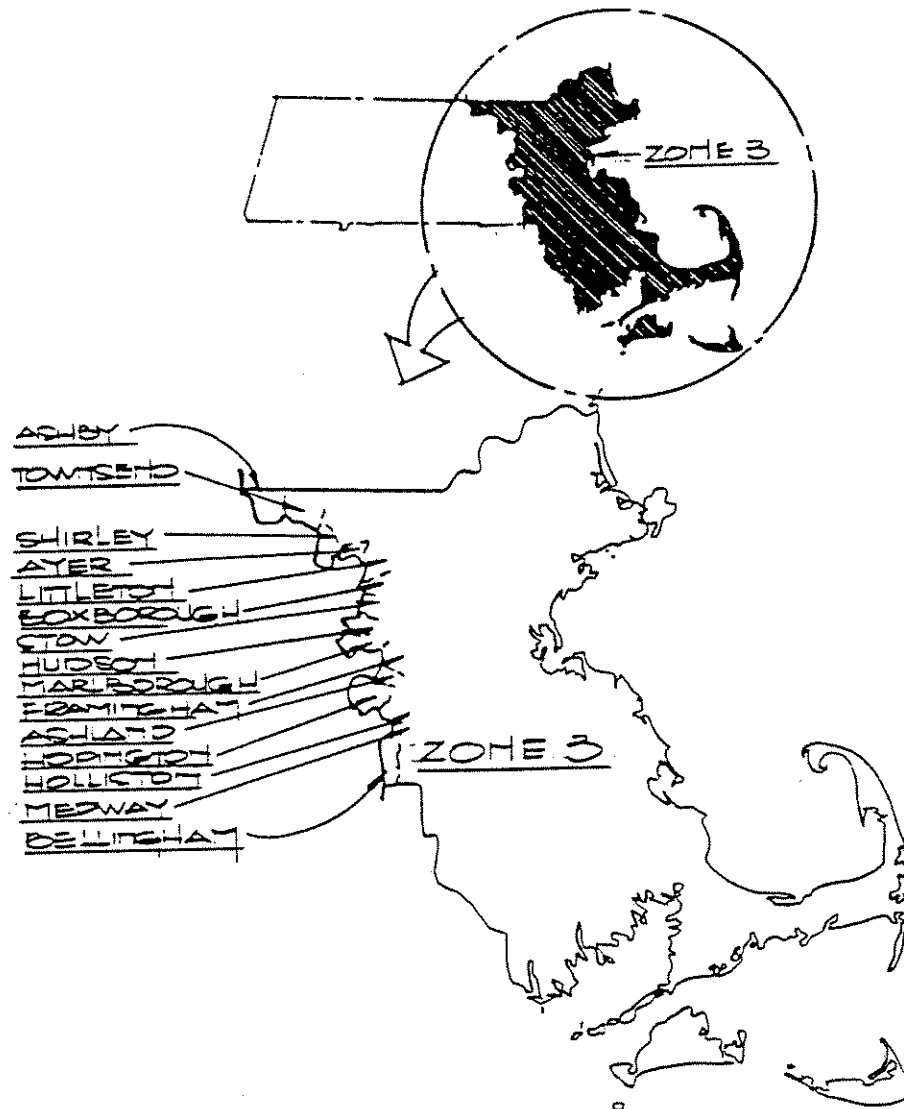 ZONE 3
ASHBY
TOWNSEND
SHIRLEY
AYER
LITTLETON
BOXBOROUGH
STOW
HUDSON
MARLBOROUGH
FRAMINGHAM
ASHLAND
HOPKINTON
HOLLISTON
MEDWAY
BELLINGHAM
ZONE 3